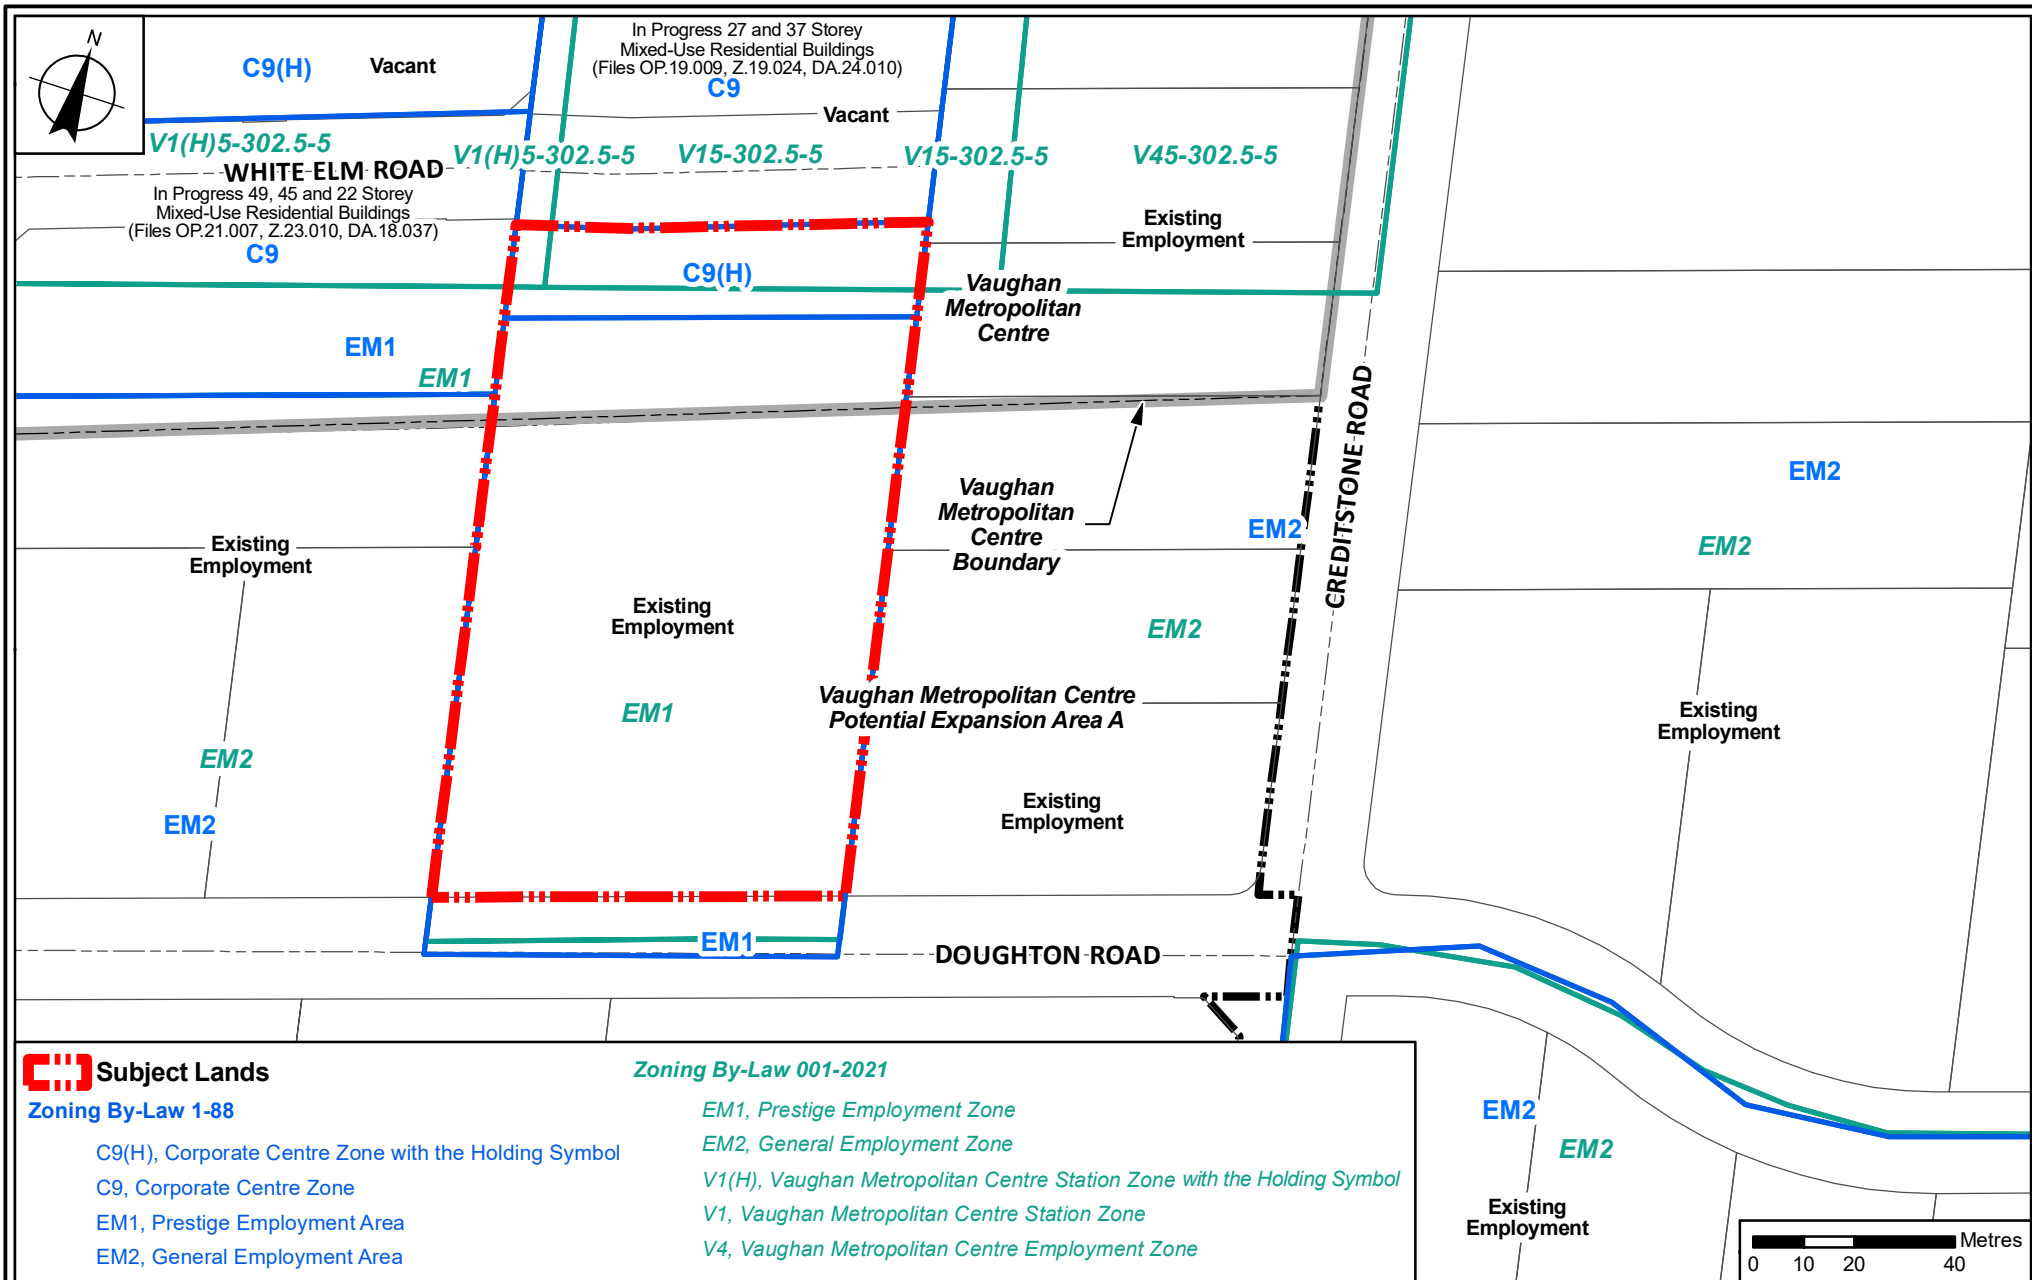 N
C9(H)
Vacant
In Progress 27 and 37 Storey
Mixed-Use Residential Buildings
(Files OP.19.009, Z.19.024, DA.24.010)
C9
Vacant
V1(H)5-302.5-5
V1(H)5-302.5-5
V15-302.5-5
V15-302.5-5
V45-302.5-5
WHITE ELM ROAD
In Progress 49, 45 and 22 Storey
Mixed-Use Residential Buildings
(Files OP.21.007, Z.23.010, DA.18.037)
C9
Existing
Employment
C9(H)
Vaughan
Metropolitan
Centre
EM1
EM1
CREDITSTONE ROAD
Vaughan
Metropolitan
Centre
Boundary
EM2
EM2
EM2
Existing
Employment
Existing
Employment
EM2
Vaughan Metropolitan Centre
Potential Expansion Area A
EM1
Existing
Employment
EM2
EM2
Existing
Employment
EM1
DOUGHTON ROAD
Subject Lands
Zoning By-Law 1-88
C9(H), Corporate Centre Zone with the Holding Symbol
C9, Corporate Centre Zone
EM1, Prestige Employment Area
EM2, General Employment Area
Zoning By-Law 001-2021
EM1, Prestige Employment Zone
EM2, General Employment Zone
V1(H), Vaughan Metropolitan Centre Station Zone with the Holding Symbol
V1, Vaughan Metropolitan Centre Station Zone
V4, Vaughan Metropolitan Centre Employment Zone
EM2
EM2
Existing
Employment
Metres
0 10 20 40